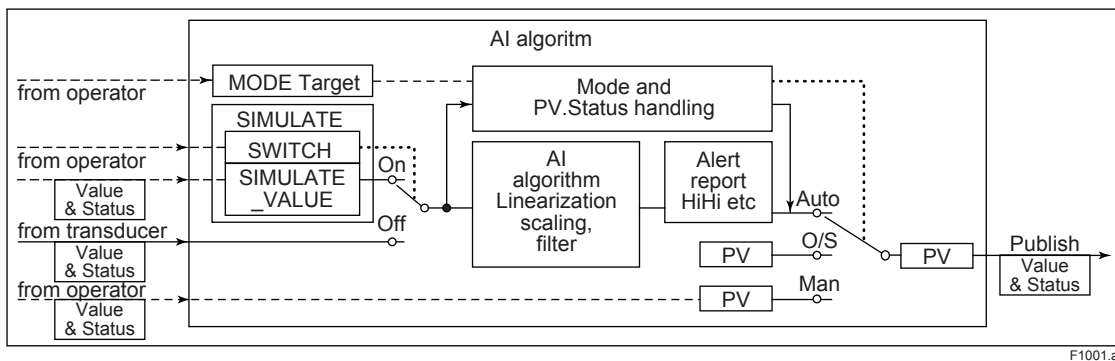 AI algoritm
from operator
MODE Target
Mode and
PV.Status handling
SIMULATE
from operator
SWITCH
SIMULATE
_VALUE
On
Value
& Status
from transducer
Off
Value
& Status
AI
algorithm
Linearization
scaling,
filter
Alert
report
HiHi etc
Auto
O/S
PV
Man
PV
from operator
Value
& Status
PV
Publish
Value
& Status
F1001.ai